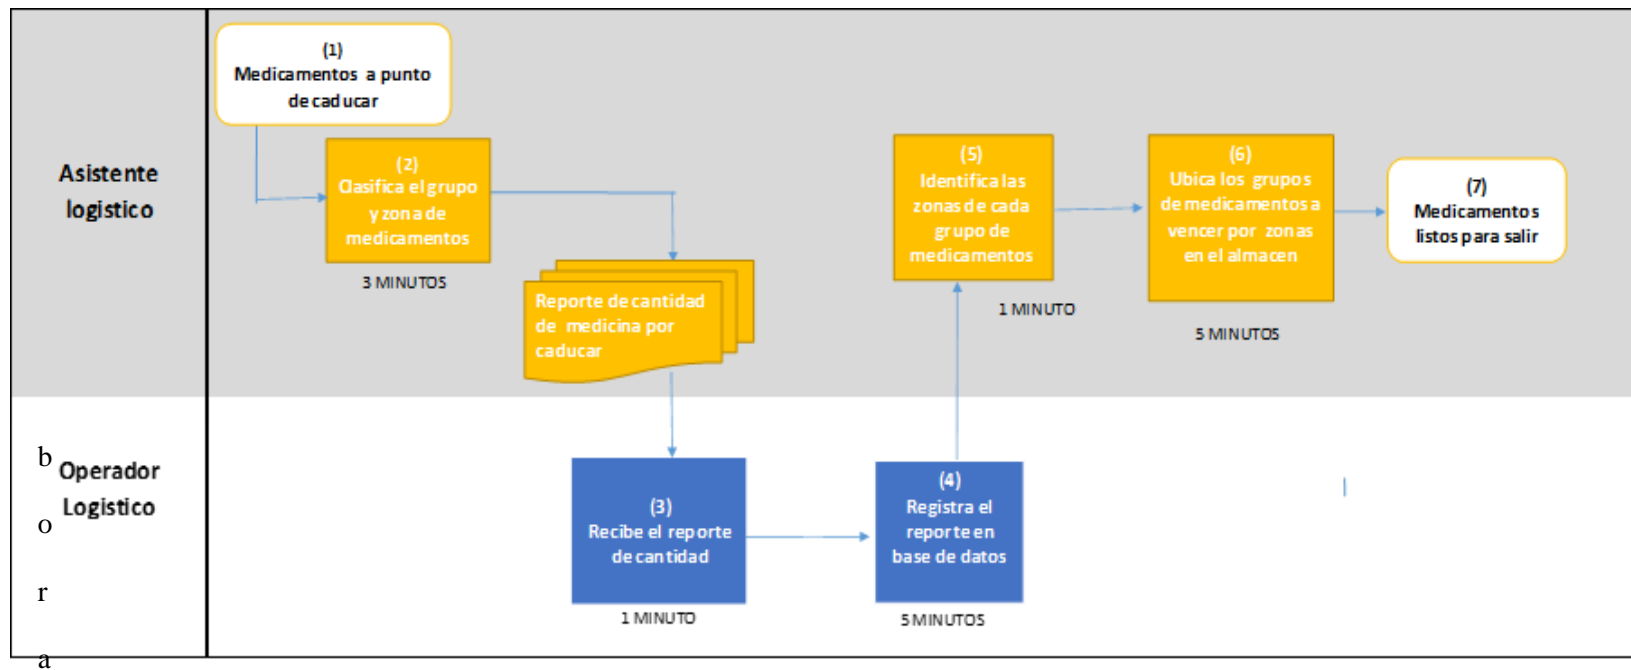 Asistente
logistico
(1)
Medicamentos a punto
de caducar
(2)
Clasifica el grupo
y zona de
medicamentos
3 MINUTOS
Reporte de cantidad
de medicina por
caducar
(5)
Identifica las
zonas de cada
grupo de
medicamentos
1 MINUTO
(6)
Ubica los grupos
de medicamentos a
vencer por zonas
en el almacen
5 MINUTOS
(7)
Medicamentos
listos para salir
Operador
Logistico
(3)
Recibe el reporte
de cantidad
1 MINUTO
(4)
Registra el
reporte en
base de datos
5 MINUTOS
b
o
r
a